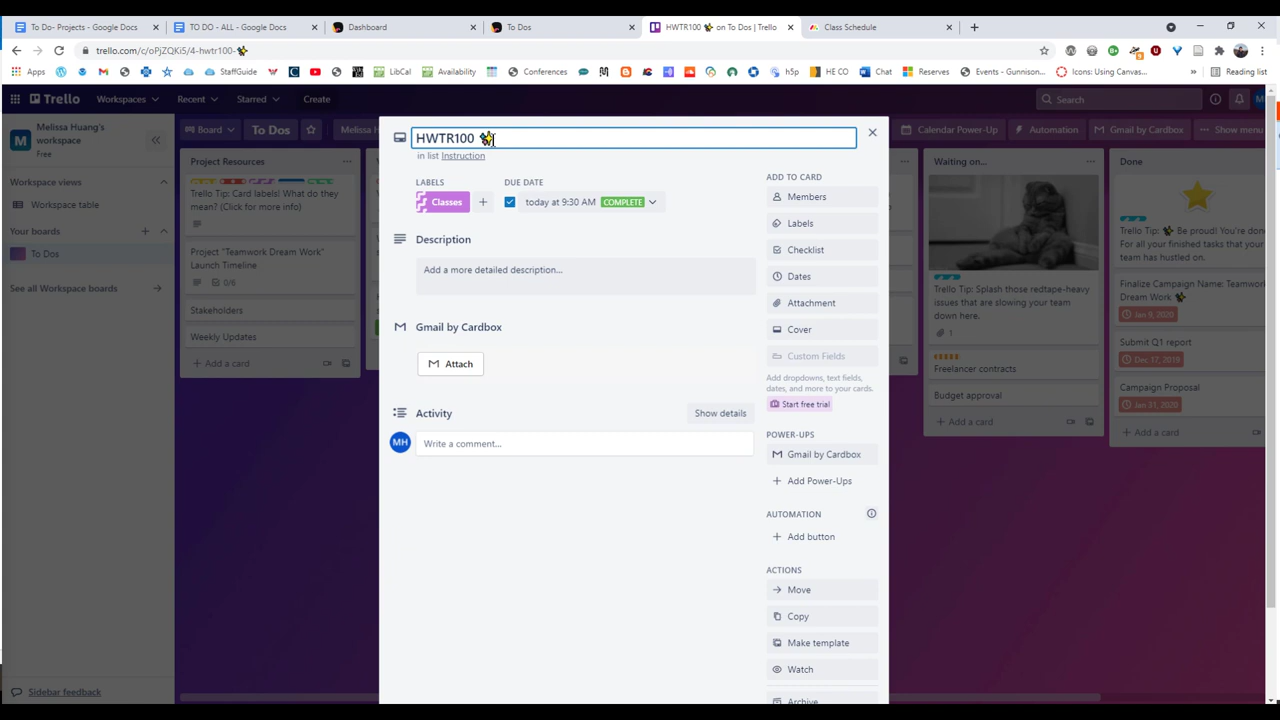 To Do- Projects - Google Docs
TO DO - ALL - Google Docs
Dashboard
To Dos
HWTR100 on To Dos | Trello
Class Schedule
trello.com/c/oPjZQKi5/4-hwtr100-
Apps
StaffGuide
LibCal
Availability
Conferences
h5p
HE CO
Chat
Reserves
Events - Gunnison...
Icons: Using Canvas...
Reading list
Trello
Workspaces
Recent
Starred
Create
Search
Melissa Huang's
workspace
Free
Workspace views
Workspace table
Your boards
To Dos
See all Workspace boards
Sidebar feedback
Board
To Dos
Calendar Power-Up
Automation
Gmail by Cardbox
Show menu
Project Resources
Trello Tip: Card labels! What do they
mean? (Click for more info)
Project "Teamwork Dream Work"
Launch Timeline
0/6
Stakeholders
Weekly Updates
+ Add a card
HWTR100
in list Instruction
LABELS
Classes
DUE DATE
today at 9:30 AM COMPLETE
Description
Add a more detailed description...
Gmail by Cardbox
Attach
Activity
Show details
MH
Write a comment...
ADD TO CARD
Members
Labels
Checklist
Dates
Attachment
Cover
Custom Fields
Add dropdowns, text fields,
dates, and more to your cards.
Start free trial
POWER-UPS
Gmail by Cardbox
+ Add Power-Ups
AUTOMATION
+ Add button
ACTIONS
Move
Copy
Make template
Watch
Archive
Waiting on...
Trello Tip: Splash those redtape-heavy
issues that are slowing your team
down here.
1
Freelancer contracts
Budget approval
+ Add a card
Done
Trello Tip: Be proud! You're done
For all your finished tasks that your
team has hustled on.
Finalize Campaign Name: Teamwork
Dream Work
Jan 9, 2020
Submit Q1 report
Dec 17, 2019
Campaign Proposal
Jan 31, 2020
+ Add a card